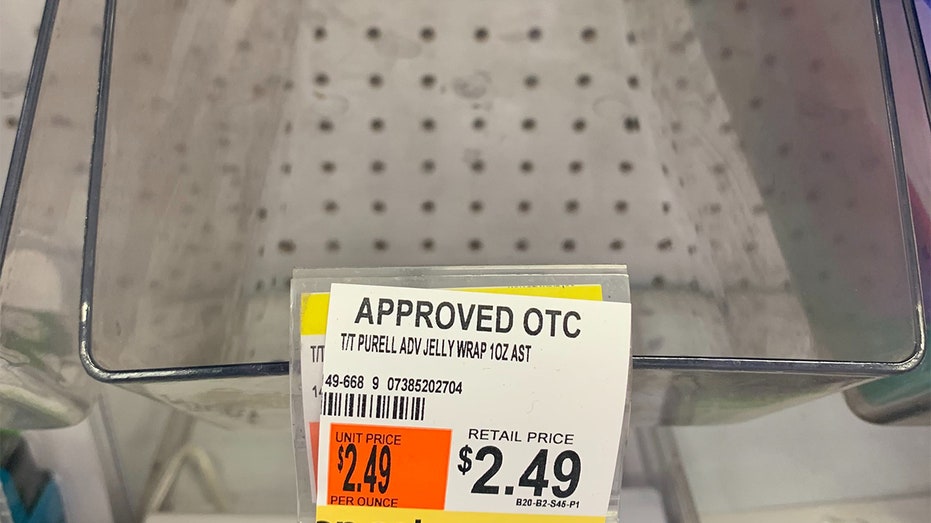 APPROVED OTC
T/T PURELL ADV JELLY WRAP 1OZ AST
49-668 9 07385202704
UNIT PRICE
$2.49
PER OUNCE
RETAIL PRICE
$2.49
B20-B2-S45-P1
T/T